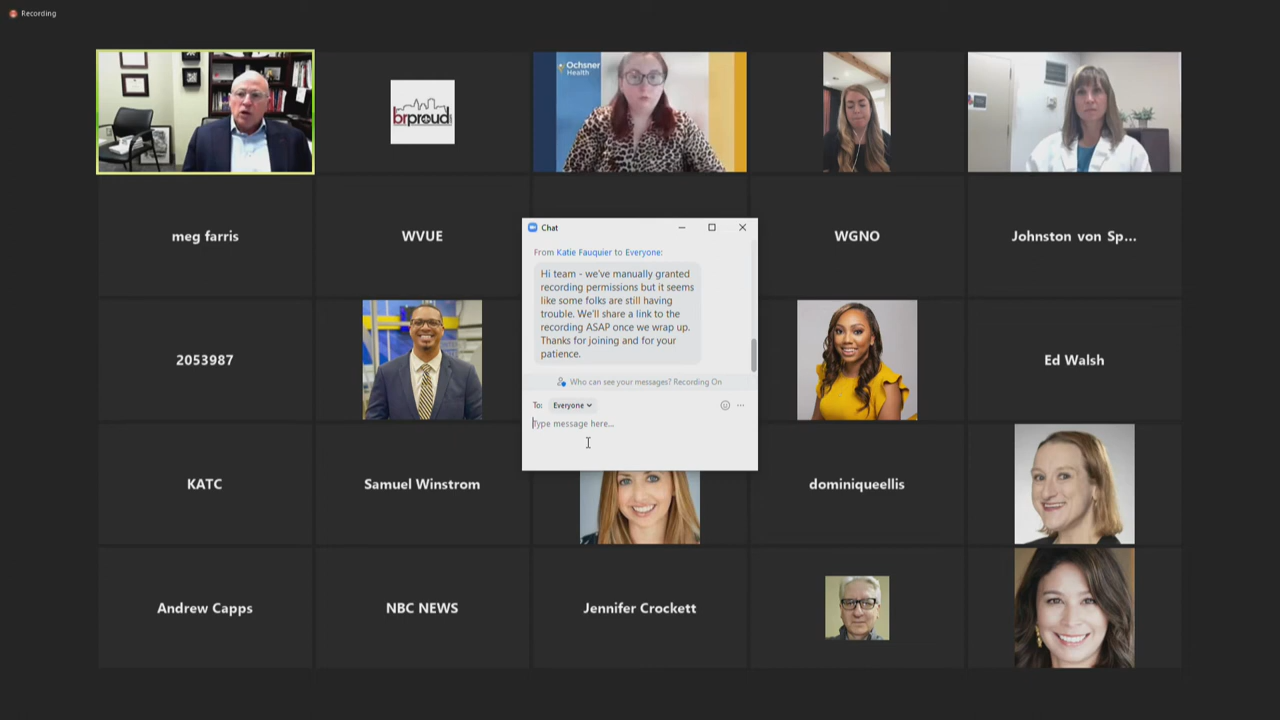 Recording
brproud
Ochsner
Health
meg farris
WVUE
WGNO
Johnston von Sp...
Chat
From Katie Fauquier to Everyone:
Hi team - we've manually granted
recording permissions but it seems
like some folks are still having
trouble. We'll share a link to the
recording ASAP once we wrap up.
Thanks for joining and for your
patience.
Who can see your messages? Recording On
To: Everyone
Type message here...
2053987
Ed Walsh
KATC
Samuel Winstrom
dominiqueellis
Andrew Capps
NBC NEWS
Jennifer Crockett